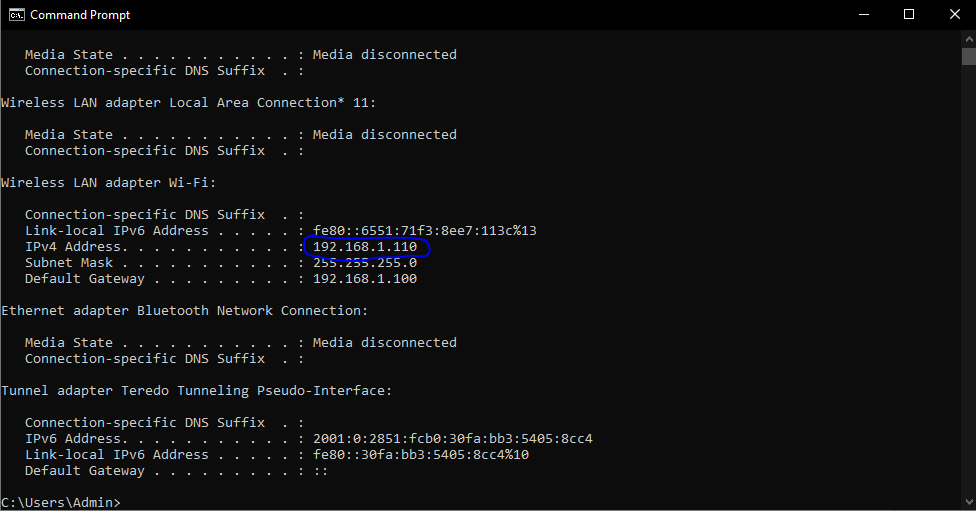 Command Prompt
Media State . . . . . . . . . . . : Media disconnected
Connection-specific DNS Suffix  . :
Wireless LAN adapter Local Area Connection* 11:
Media State . . . . . . . . . . . : Media disconnected
Connection-specific DNS Suffix  . :
Wireless LAN adapter Wi-Fi:
Connection-specific DNS Suffix  . :
Link-local IPv6 Address . . . . . : fe80::6551:71f3:8ee7:113c%13
IPv4 Address. . . . . . . . . . . : 192.168.1.110
Subnet Mask . . . . . . . . . . . : 255.255.255.0
Default Gateway . . . . . . . . . : 192.168.1.100
Ethernet adapter Bluetooth Network Connection:
Media State . . . . . . . . . . . : Media disconnected
Connection-specific DNS Suffix  . :
Tunnel adapter Teredo Tunneling Pseudo-Interface:
Connection-specific DNS Suffix  . :
IPv6 Address. . . . . . . . . . . : 2001:0:2851:fcb0:30fa:bb3:5405:8cc4
Link-local IPv6 Address . . . . . : fe80::30fa:bb3:5405:8cc4%10
Default Gateway . . . . . . . . . : ::
C:\Users\Admin>